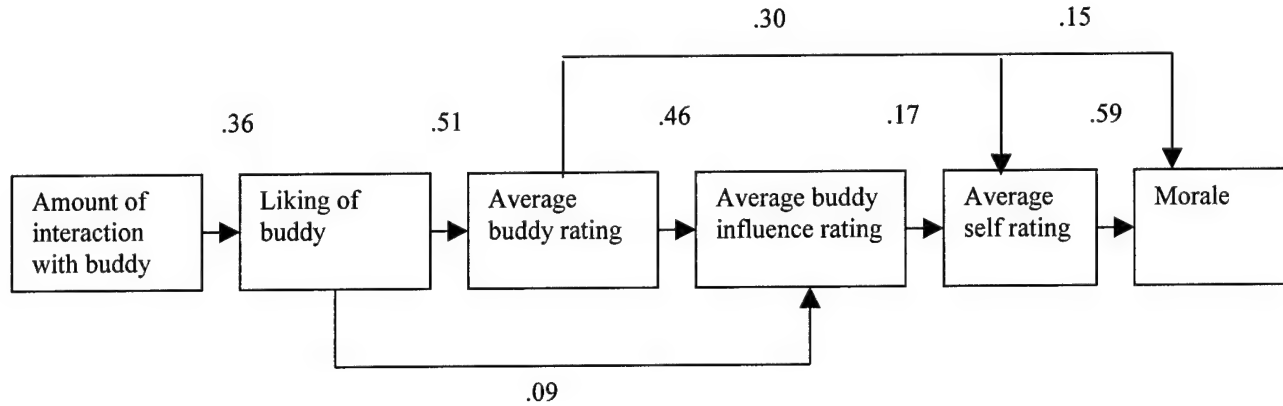 .30
.15
.36
.51
.46
.17
.59
Amount of
interaction
with buddy
Liking of
buddy
Average
buddy rating
Average buddy
influence rating
Average
self rating
Morale
.09